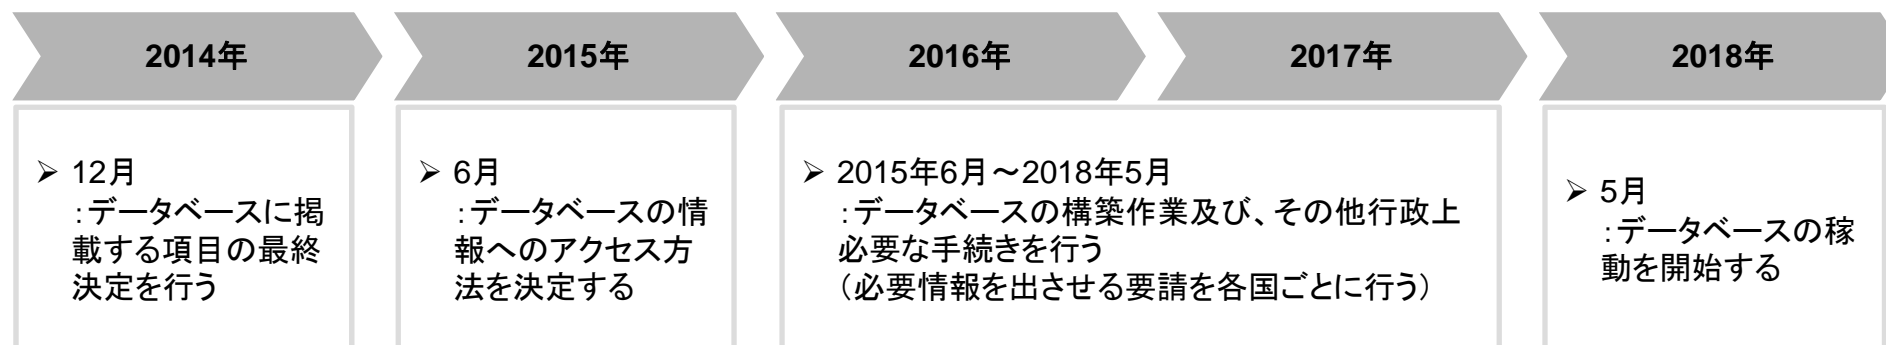 2014年
2015年
2016年
2017年
2018年
➢ 12月
：データベースに掲
載する項目の最終
決定を行う
➢ 6月
：データベースの情
報へのアクセス方
法を決定する
➢ 2015年6月～2018年5月
：データベースの構築作業及び、その他行政上
必要な手続きを行う
（必要情報を出させる要請を各国ごとに行う）
➢ 5月
：データベースの稼
動を開始する